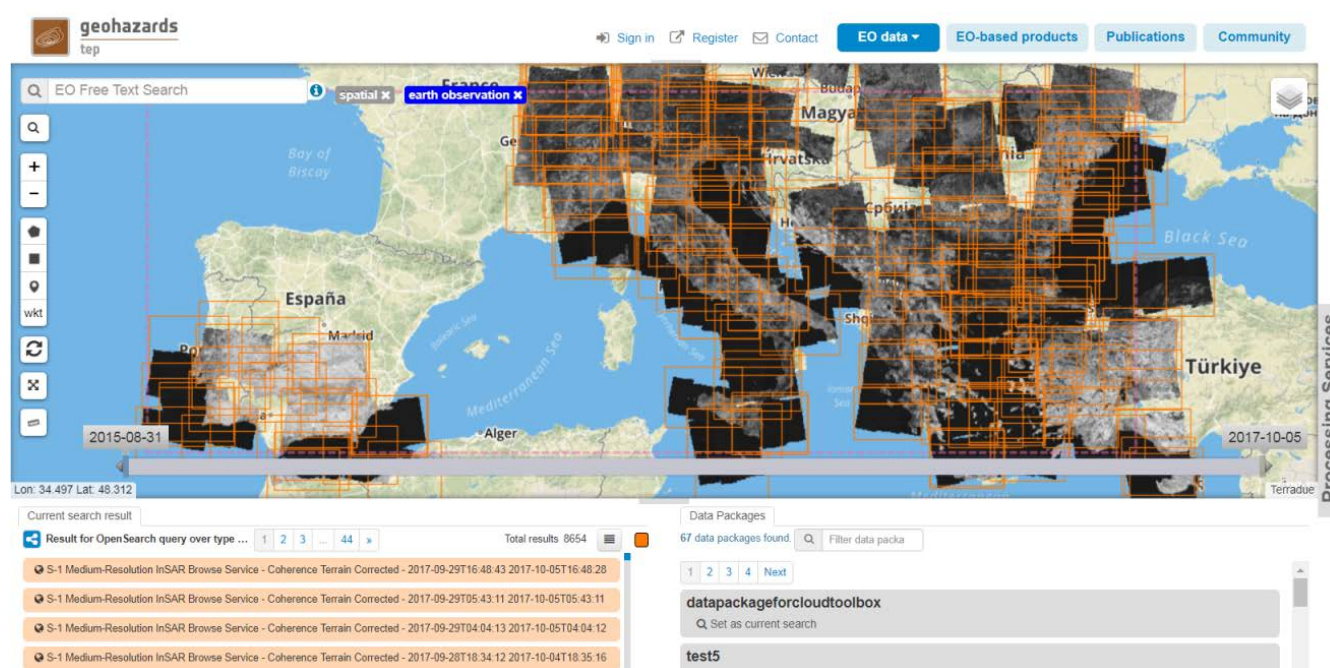 geohazards
tep
Sign in Register Contact EO data EO-based products Publications Community
EO Free Text Search
spatial × earth observation ×
France
Budap
Magya
Ge
Bay of
Biscay
Hrvatska
Србија
Black Sea
España
Madrid
Po
Shq
Balearic Sea
Mediterranean Sea
Ionian
Sea
Türkiye
wkt
Alger
2015-08-31 2017-10-05
Processing Services
Lon: 34.497 Lat: 48.312 Terradue
Current search result Data Packages
Result for OpenSearch query over type ... 1 2 3 ... 44 » Total results 8654 67 data packages found. Filter data packa
1 2 3 4 Next
S-1 Medium-Resolution InSAR Browse Service - Coherence Terrain Corrected - 2017-09-29T16:48:43 2017-10-05T16:48:28
S-1 Medium-Resolution InSAR Browse Service - Coherence Terrain Corrected - 2017-09-29T05:43:11 2017-10-05T05:43:11
S-1 Medium-Resolution InSAR Browse Service - Coherence Terrain Corrected - 2017-09-29T04:04:13 2017-10-05T04:04:12
S-1 Medium-Resolution InSAR Browse Service - Coherence Terrain Corrected - 2017-09-28T18:34:12 2017-10-04T18:35:16
datapackageforcloudtoolbox
Set as current search
test5